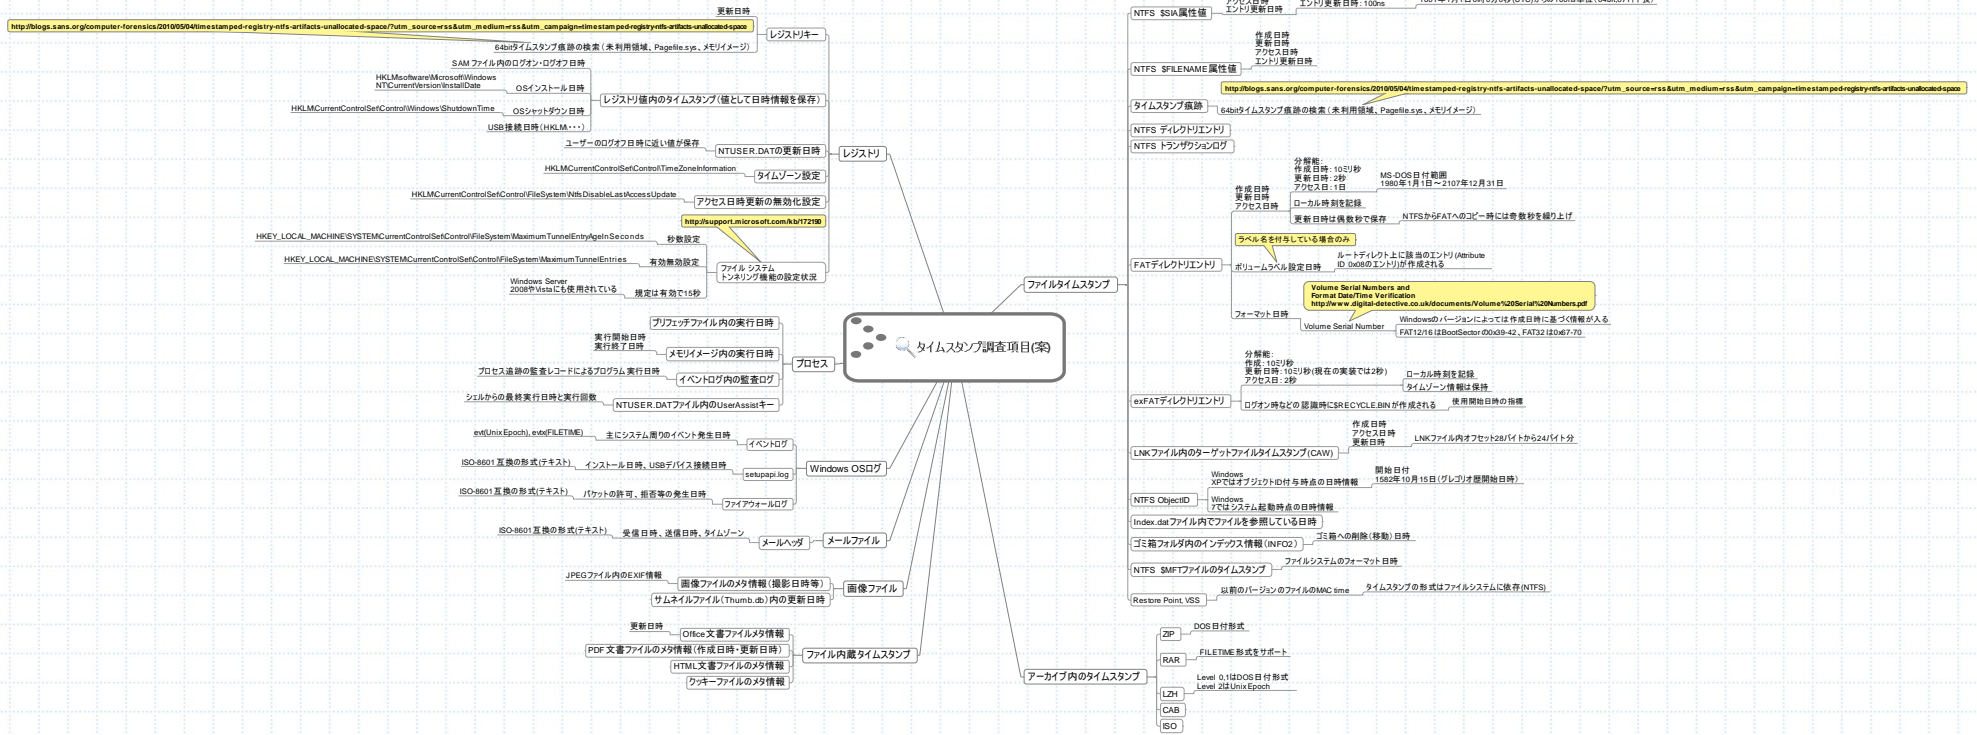 タイムスタンプ調査項目(案)
レジストリ
レジストリキー
更新日時
http://blogs.sans.org/computer-forensics/2010/05/04/timestamped-registry-ntfs-artifacts-unallocated-space/?utm_source=rss&utm_medium=rss&utm_campaign=timestamped-registry-ntfs-artifacts-unallocated-space
64bitタイムスタンプ痕跡の検索(未利用領域、Pagefile.sys、メモリイメージ)
レジストリ値内のタイムスタンプ(値として日時情報を保存)
SAMファイル内のログオン・ログオフ日時
OSインストール日時
HKLM\software\Microsoft\Windows
NT\CurrentVersion\InstallDate
OSシャットダウン日時
HKLM\CurrentControlSet\Control\Windows\ShutdownTime
USB接続日時(HKLM\・・・)
NTUSER.DATの更新日時
ユーザーのログオフ日時に近い値が保存
タイムゾーン設定
HKLM\CurrentControlSet\Control\TimeZoneInformation
アクセス日時更新の無効化設定
HKLM\CurrentControlSet\Control\FileSystem\NtfsDisableLastAccessUpdate
http://support.microsoft.com/kb/172190
ファイル システム
トンネリング機能の設定状況
秒数設定
HKEY_LOCAL_MACHINE\SYSTEM\CurrentControlSet\Control\FileSystem\MaximumTunnelEntryAgeInSeconds
有効無効設定
HKEY_LOCAL_MACHINE\SYSTEM\CurrentControlSet\Control\FileSystem\MaximumTunnelEntries
規定は有効で15秒
Windows Server
2008やVistaにも使用されている
プロセス
プリフェッチファイル内の実行日時
メモリイメージ内の実行日時
実行開始日時
実行終了日時
イベントログ内の監査ログ
プロセス追跡の監査レコードによるプログラム実行日時
NTUSER.DATファイル内のUserAssistキー
シェルからの最終実行日時と実行回数
Windows OSログ
イベントログ
主にシステム周りのイベント発生日時
evt(Unix Epoch), evtx(FILETIME)
setupapi.log
インストール日時、USBデバイス接続日時
ISO-8601互換の形式(テキスト)
ファイアウォールログ
パケットの許可、拒否等の発生日時
ISO-8601互換の形式(テキスト)
メールファイル
メールヘッダ
受信日時、送信日時、タイムゾーン
ISO-8601互換の形式(テキスト)
画像ファイル
画像ファイルのメタ情報(撮影日時等)
JPEGファイル内のEXIF情報
サムネイルファイル(Thumb.db)内の更新日時
ファイル内蔵タイムスタンプ
Office文書ファイルメタ情報
更新日時
PDF文書ファイルのメタ情報(作成日時・更新日時)
HTML文書ファイルのメタ情報
クッキーファイルのメタ情報
ファイルタイムスタンプ
NTFS $SIA属性値
エントリ更新日時
エントリ更新日時: 100ns
NTFS $FILENAME属性値
作成日時
更新日時
アクセス日時
エントリ更新日時
http://blogs.sans.org/computer-forensics/2010/05/04/timestamped-registry-ntfs-artifacts-unallocated-space/?utm_source=rss&utm_medium=rss&utm_campaign=timestamped-registry-ntfs-artifacts-unallocated-space
タイムスタンプ痕跡
64bitタイムスタンプ痕跡の検索(未利用領域、Pagefile.sys、メモリイメージ)
NTFS ディレクトリエントリ
NTFS トランザクションログ
FATディレクトリエントリ
作成日時
更新日時
アクセス日時
分解能:
作成日時: 10ミリ秒
更新日時: 2秒
アクセス日: 1日
MS-DOS日付範囲
1980年1月1日〜2107年12月31日
ローカル時刻を記録
更新日時は偶数秒で保存
NTFSからFATへのコピー時には奇数秒を繰り上げ
ラベル名を付与している場合のみ
ボリュームラベル設定日時
ルートディレクト上に該当のエントリ(Attribute
ID 0x08のエントリ)が作成される
Volume Serial Numbers and
Format Date/Time Verification
http://www.digital-detective.co.uk/documents/Volume%20Serial%20Numbers.pdf
フォーマット日時
Volume Serial Number
Windowsのバージョンによっては作成日時に基づく情報が入る
FAT12/16はBootSectorの0x39-42、FAT32は0x67-70
exFATディレクトリエントリ
分解能:
作成: 10ミリ秒
更新日時: 10ミリ秒(現在の実装では2秒)
アクセス日: 2秒
ローカル時刻を記録
タイムゾーン情報は保持
ログオン時などの認識時に$RECYCLE.BINが作成される
使用開始日時の指標
LNKファイル内のターゲットファイルタイムスタンプ(CAW)
作成日時
アクセス日時
更新日時
LNKファイル内オフセット28バイトから24バイト分
NTFS ObjectID
Windows
XPではオブジェクトID付与時点の日時情報
開始日付
1582年10月15日(グレゴリオ歴開始日時)
Windows
7ではシステム起動時点の日時情報
Index.datファイル内でファイルを参照している日時
ゴミ箱フォルダ内のインデックス情報(INFO2)
ゴミ箱への削除(移動)日時
NTFS $MFTファイルのタイムスタンプ
ファイルシステムのフォーマット日時
Restore Point, VSS
以前のバージョンのファイルのMAC time
タイムスタンプの形式はファイルシステムに依存(NTFS)
アーカイブ内のタイムスタンプ
ZIP
DOS日付形式
RAR
FILETIME形式をサポート
LZH
Level 0,1はDOS日付形式
Level 2はUnix Epoch
CAB
ISO